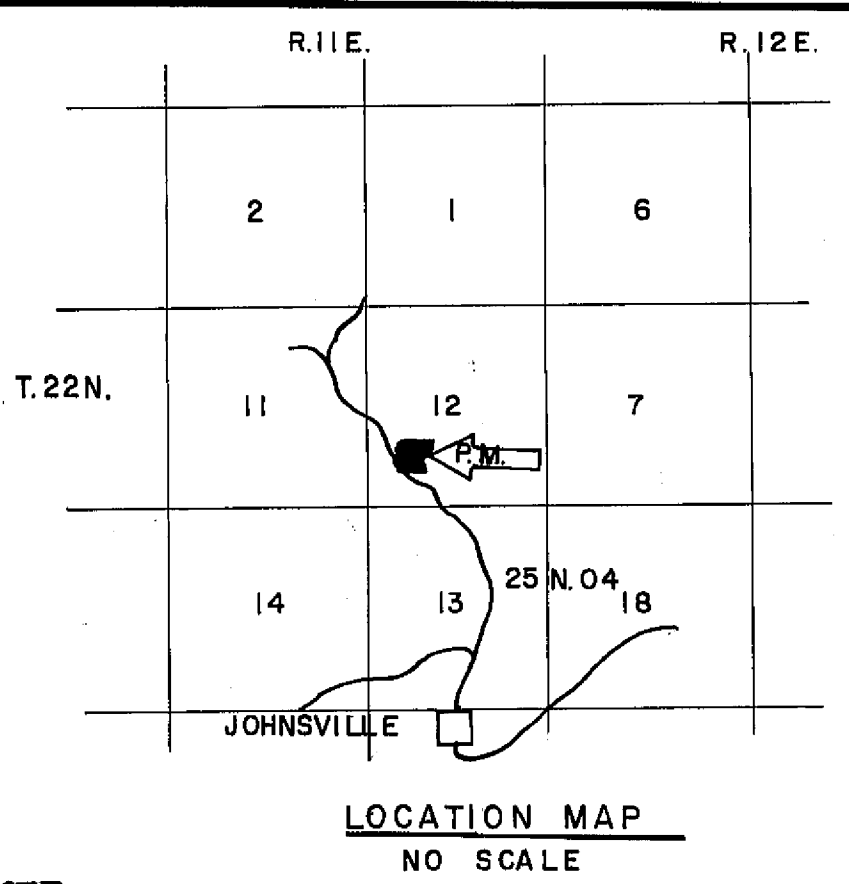 R.11E. R.12E.
2 1 6
T.22N. 11 12 7
P.M.
25 N.04
14 13 18
JOHNSVILLE
LOCATION MAP
NO SCALE